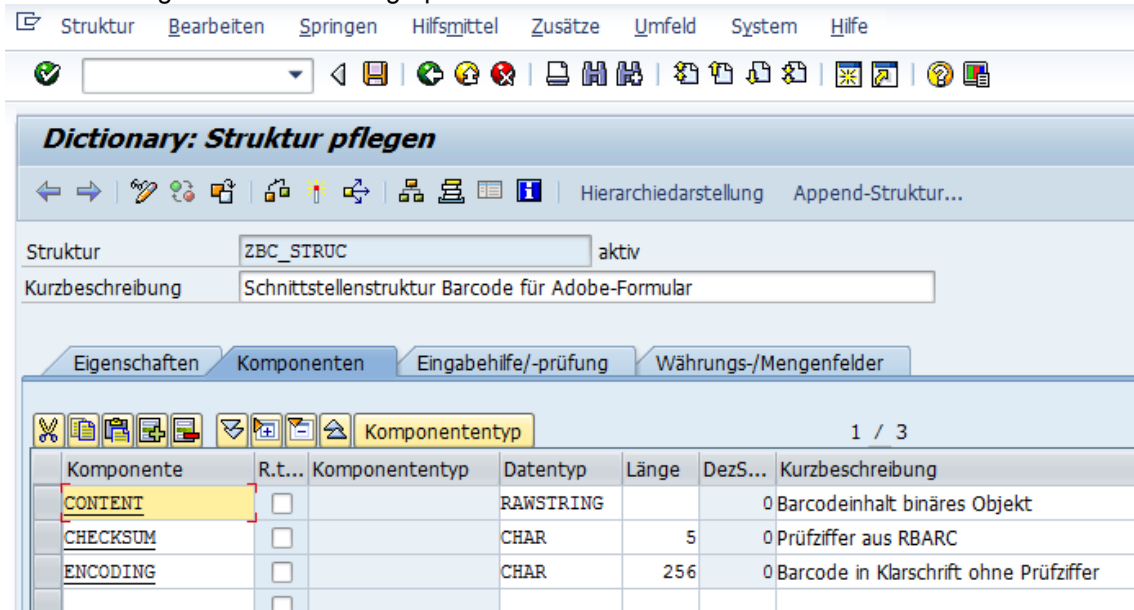 Struktur Bearbeiten Springen Hilfsmittel Zusätze Umfeld System Hilfe
Dictionary: Struktur pflegen
Hierarchiedarstellung Append-Struktur...
Struktur ZBC_STRUC aktiv
Kurzbeschreibung Schnittstellenstruktur Barcode für Adobe-Formular
Eigenschaften Komponenten Eingabehilfe/-prüfung Währungs-/Mengenfelder
Komponententyp 1 / 3
Komponente R.t... Komponententyp Datentyp Länge DezS... Kurzbeschreibung
CONTENT RAWSTRING 0 Barcodeinhalt binäres Objekt
CHECKSUM CHAR 5 0 Prüfziffer aus RBARC
ENCODING CHAR 256 0 Barcode in Klarschrift ohne Prüfziffer